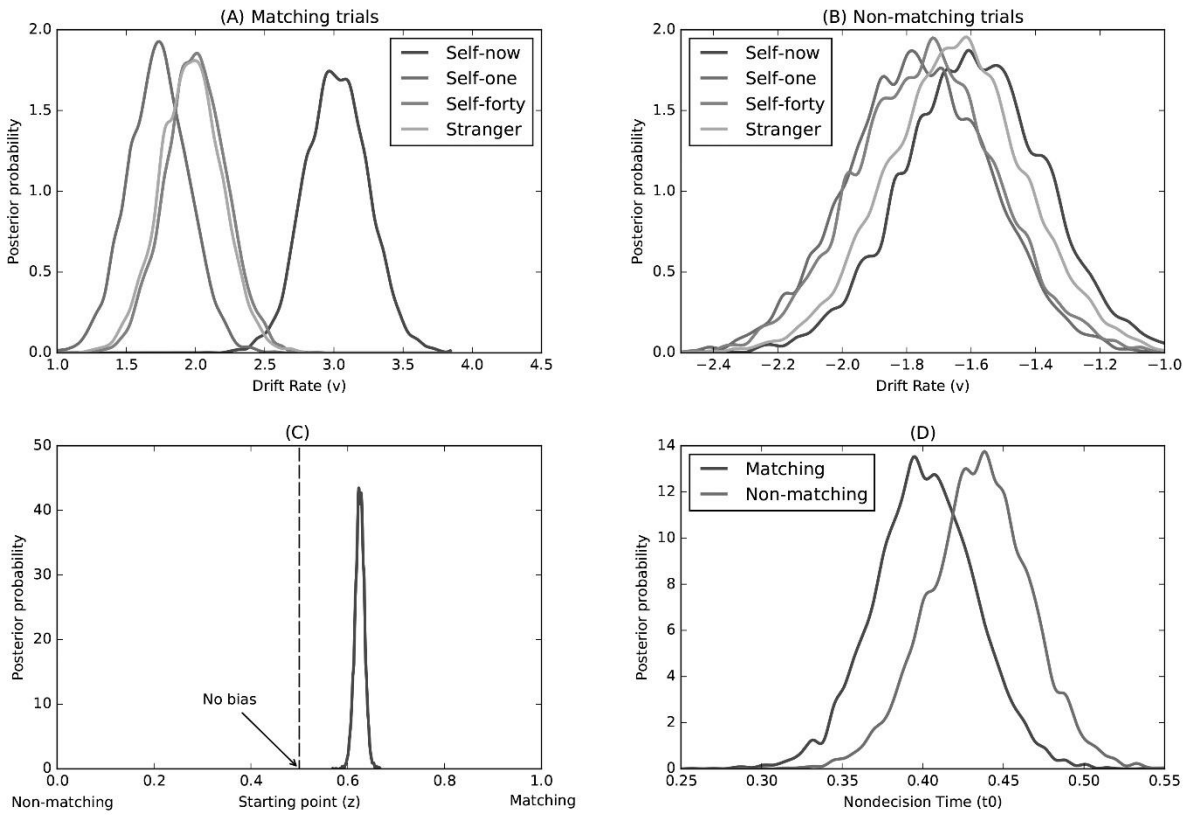 (A) Matching trials
Posterior probability
2.0
1.5
1.0
0.5
0.0
Self-now
Self-one
Self-forty
Stranger
1.0 1.5 2.0 2.5 3.0 3.5 4.0 4.5
Drift Rate (v)
(B) Non-matching trials
Posterior probability
2.0
1.5
1.0
0.5
0.0
Self-now
Self-one
Self-forty
Stranger
−2.4 −2.2 −2.0 −1.8 −1.6 −1.4 −1.2 −1.0
Drift Rate (v)
(C)
Posterior probability
50
40
30
20
10
0
No bias
0.0 0.2 0.4 0.6 0.8 1.0
Non-matching Starting point (z) Matching
(D)
Posterior probability
14
12
10
8
6
4
2
0
Matching
Non-matching
0.25 0.30 0.35 0.40 0.45 0.50 0.55
Nondecision Time (t0)